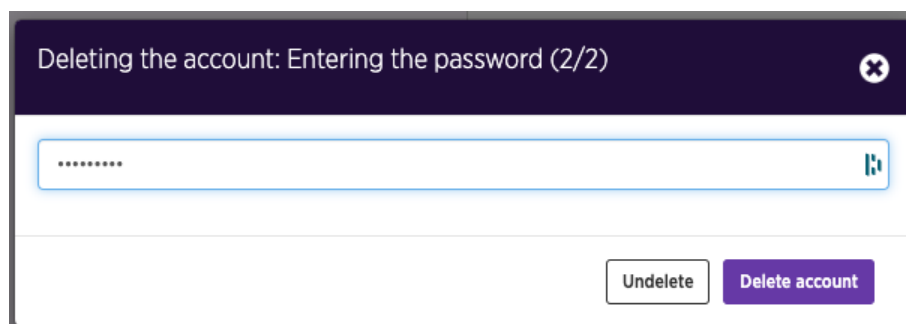 Deleting the account: Entering the password (2/2)
•••••••••
Undelete
Delete account